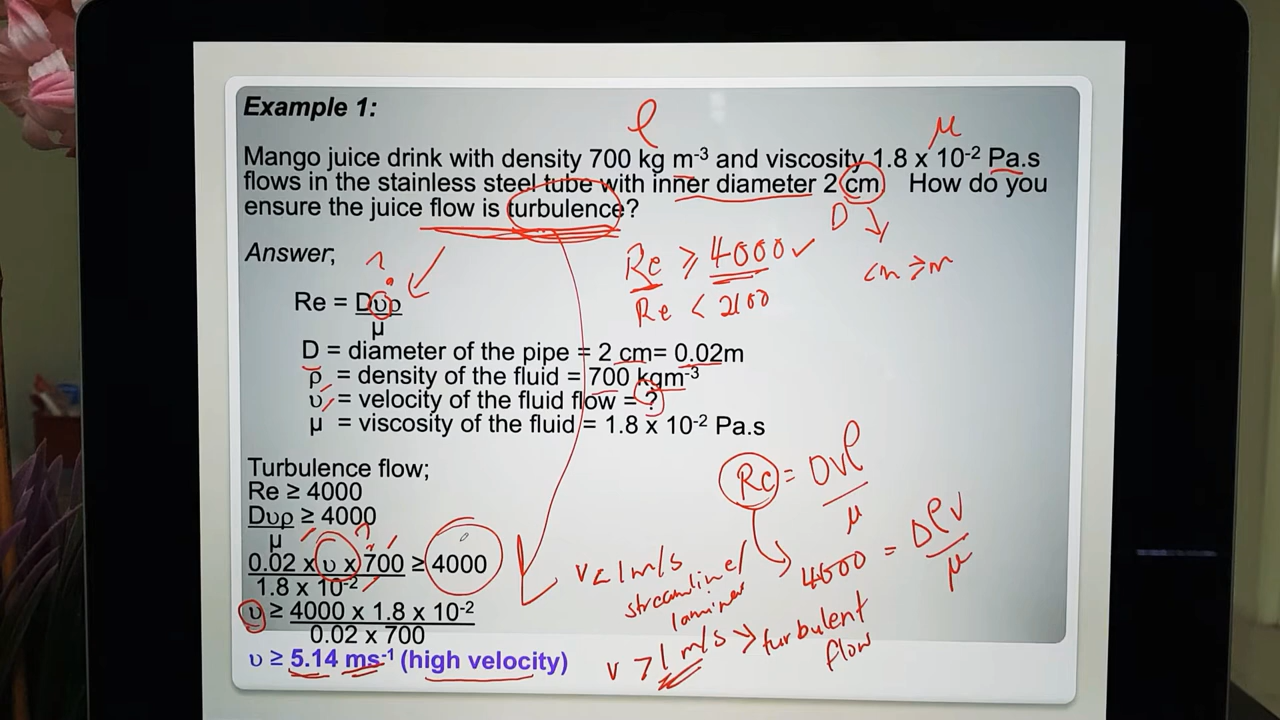 Example 1:
ρ
μ
Mango juice drink with density 700 kg m-3 and viscosity 1.8 x 10-2 Pa.s
flows in the stainless steel tube with inner diameter 2 cm How do you
ensure the juice flow is turbulence?
D
cm → m
Answer;
?
Re ≥ 4000 ✓
Re < 2100
Re = Dυρ
μ
D = diameter of the pipe = 2 cm= 0.02m
ρ = density of the fluid = 700 kgm-3
υ = velocity of the fluid flow = ?
μ = viscosity of the fluid = 1.8 x 10-2 Pa.s
Turbulence flow;
Re ≥ 4000
Dυρ ≥ 4000
μ
0.02 x υ x 700 ≥ 4000
1.8 x 10-2
υ ≥ 4000 x 1.8 x 10-2
0.02 x 700
υ ≥ 5.14 ms-1 (high velocity)
Re = DVρ
μ
4000 = DρV
μ
v < 1 m/s
streamline/
laminar
v > 1 m/s → turbulent
flow